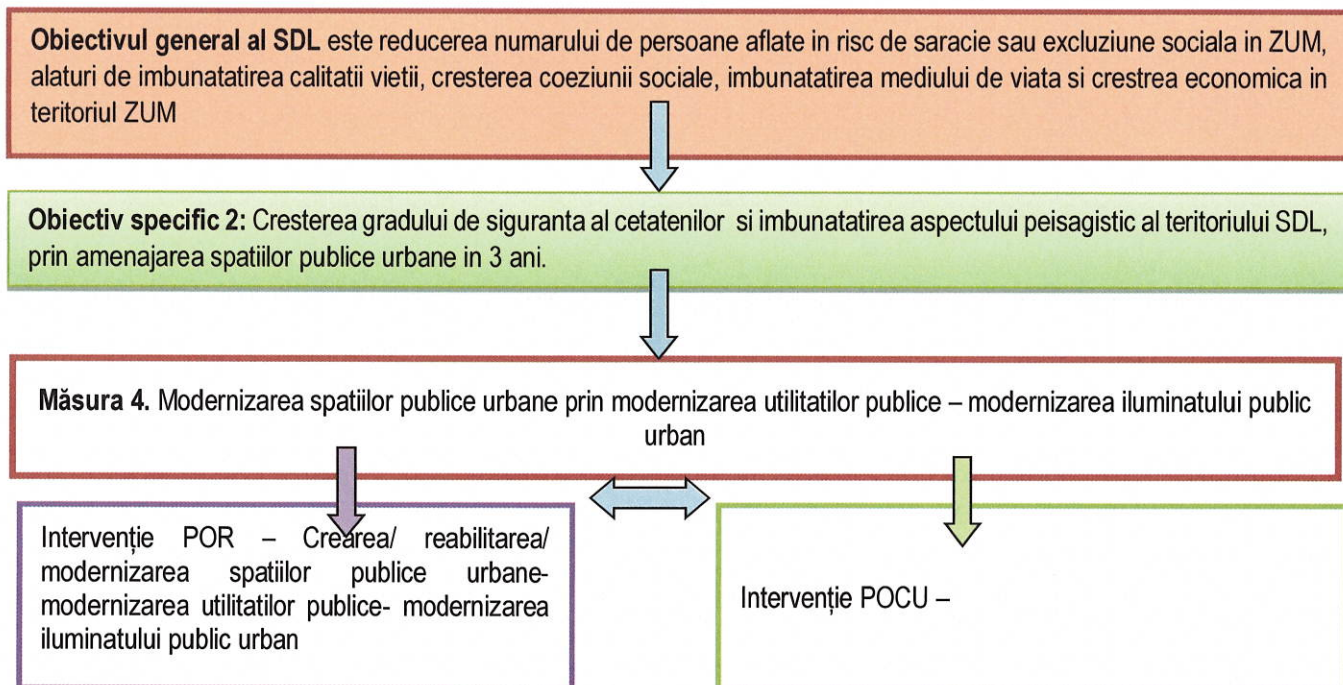 Obiectivul general al SDL este reducerea numarului de persoane aflate in risc de saracie sau excluziune sociala in ZUM,
alaturi de imbunatatirea calitatii vietii, cresterea coeziunii sociale, imbunatatirea mediului de viata si crestrea economica in
teritoriul ZUM
Obiectiv specific 2: Cresterea gradului de siguranta al cetatenilor si imbunatatirea aspectului peisagistic al teritoriului SDL,
prin amenajarea spatiilor publice urbane in 3 ani.
Măsura 4. Modernizarea spatiilor publice urbane prin modernizarea utilitatilor publice – modernizarea iluminatului public
urban
Intervenție POR – Crearea/ reabilitarea/
modernizarea spatiilor publice urbane-
modernizarea utilitatilor publice- modernizarea
iluminatului public urban
Intervenție POCU –